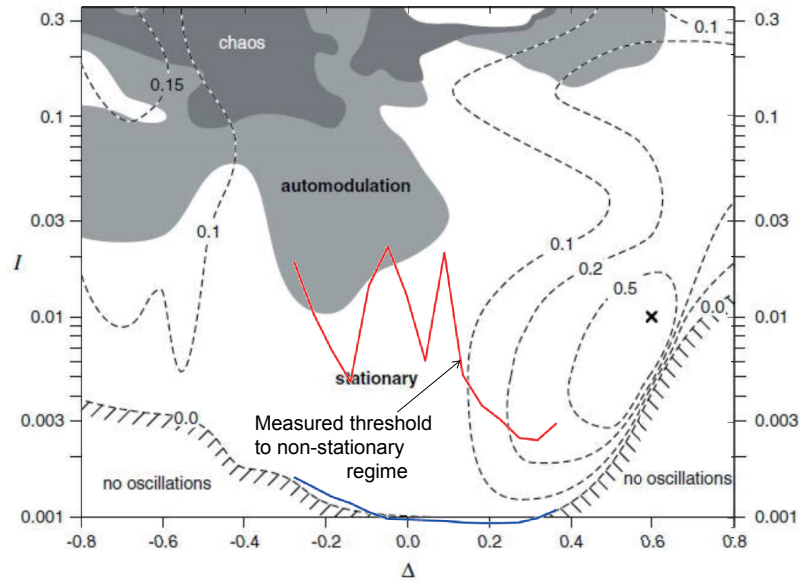 0.3
0.3
chaos
0.1
0.15
0.1
0.1
automodulation
0.03
0.03
0.1
0.1
0.2
I
0.5
0.0
0.01
0.01
stationary
0.003
0.0
Measured threshold
to non-stationary
regime
0.003
no oscillations
no oscillations
0.001
0.001
-0.8
-0.6
-0.4
-0.2
0.0
0.2
0.4
0.6
0.8
Δ